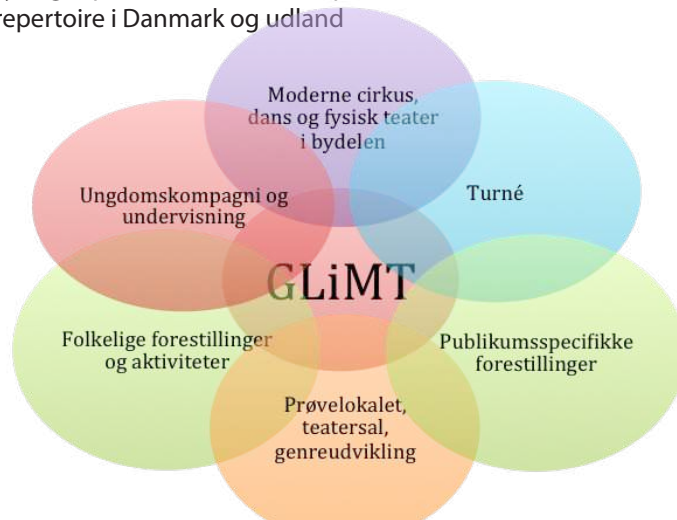 repertoire i Danmark og udland
Moderne cirkus,
dans og fysisk teater
i bydelen
Ungdomskompagni og
undervisning
Turné
GLiMT
Folkelige forestillinger
og aktiviteter
Publikumsspecifikke
forestillinger
Prøvelokalet,
teatersal,
genreudvikling